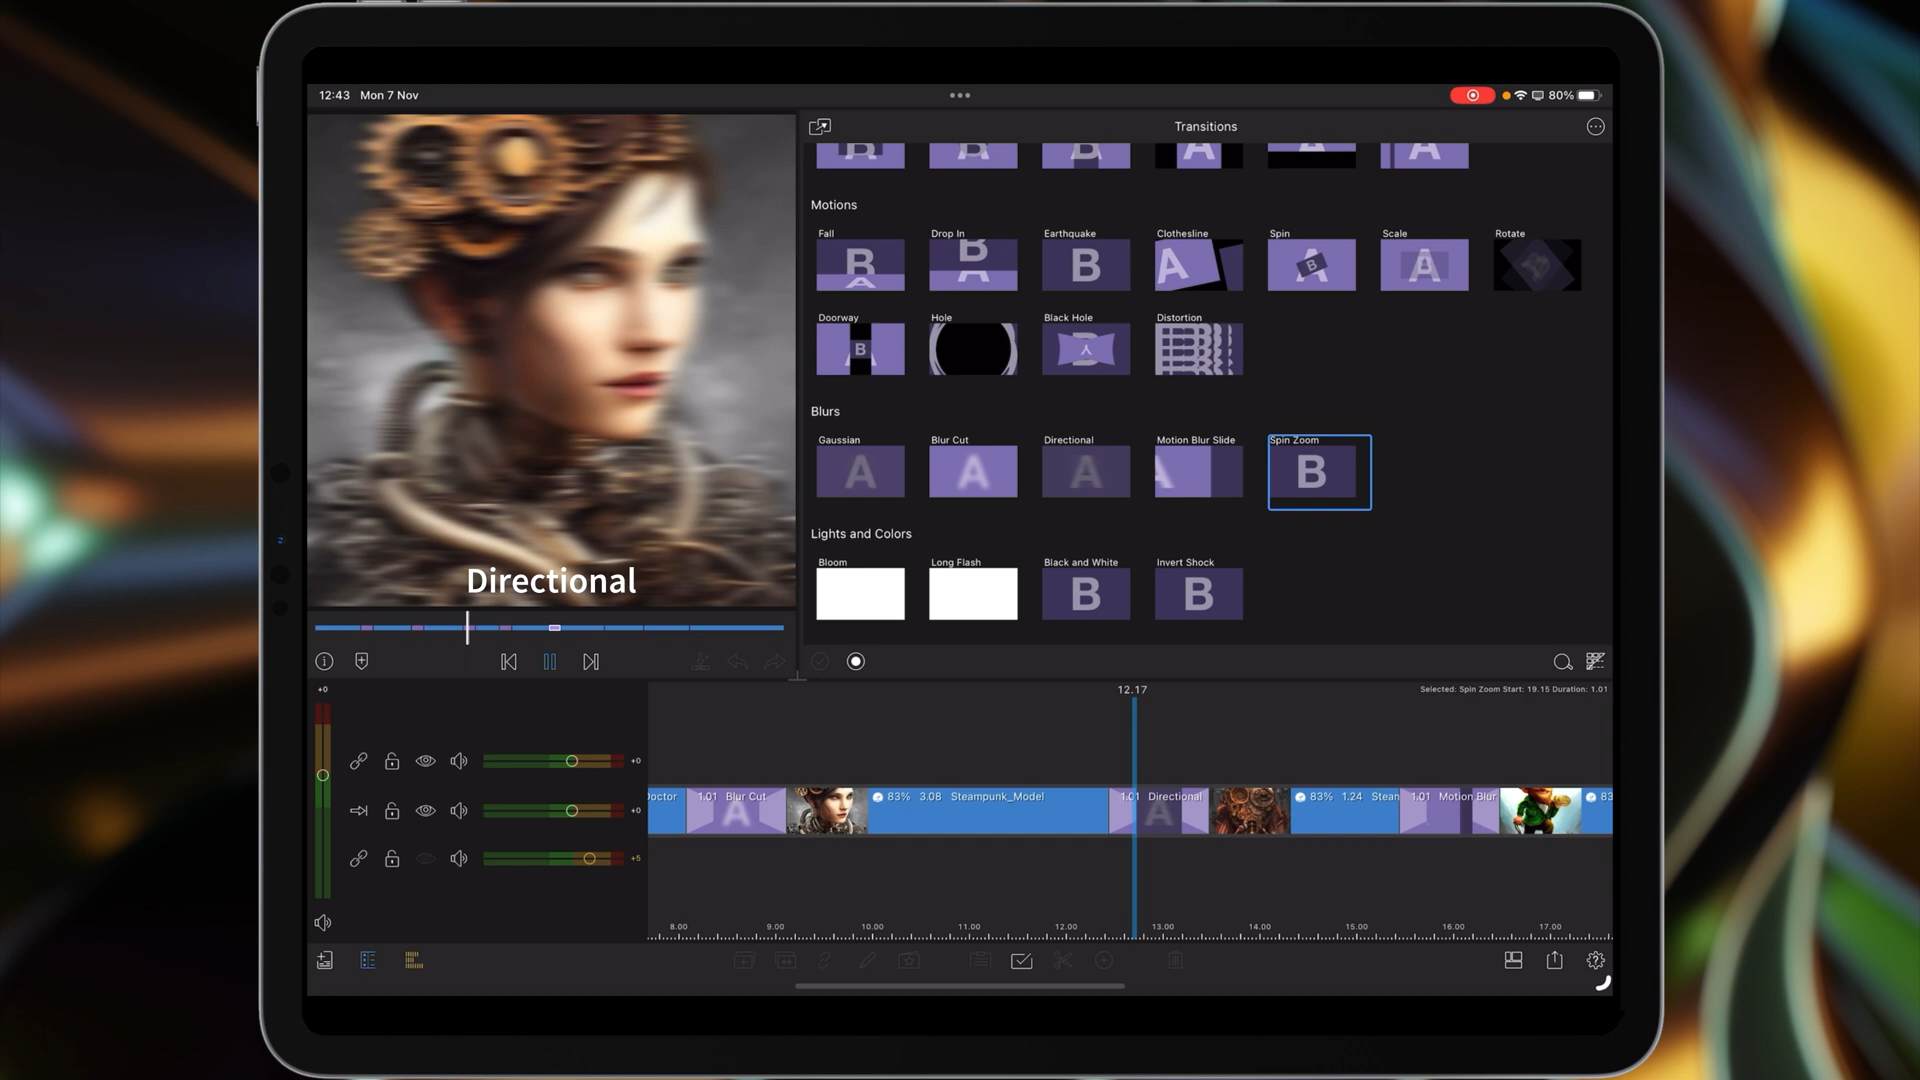 12:43 Mon 7 Nov
80%
Transitions
Motions
Fall Drop In Earthquake Clothesline Spin Scale Rotate
Doorway Hole Black Hole Distortion
Blurs
Gaussian Blur Cut Directional Motion Blur Slide Spin Zoom
Lights and Colors
Bloom Long Flash Black and White Invert Shock
Directional
+0
12.17
Selected: Spin Zoom Start: 19.15 Duration: 1.01
+0
Doctor 1.01 Blur Cut 83% 3.08 Steampunk_Model 1.01 Directional 83% 1.24 Stean 1.01 Motion Blur 83
+0
+5
8.00 9.00 10.00 11.00 12.00 13.00 14.00 15.00 16.00 17.00